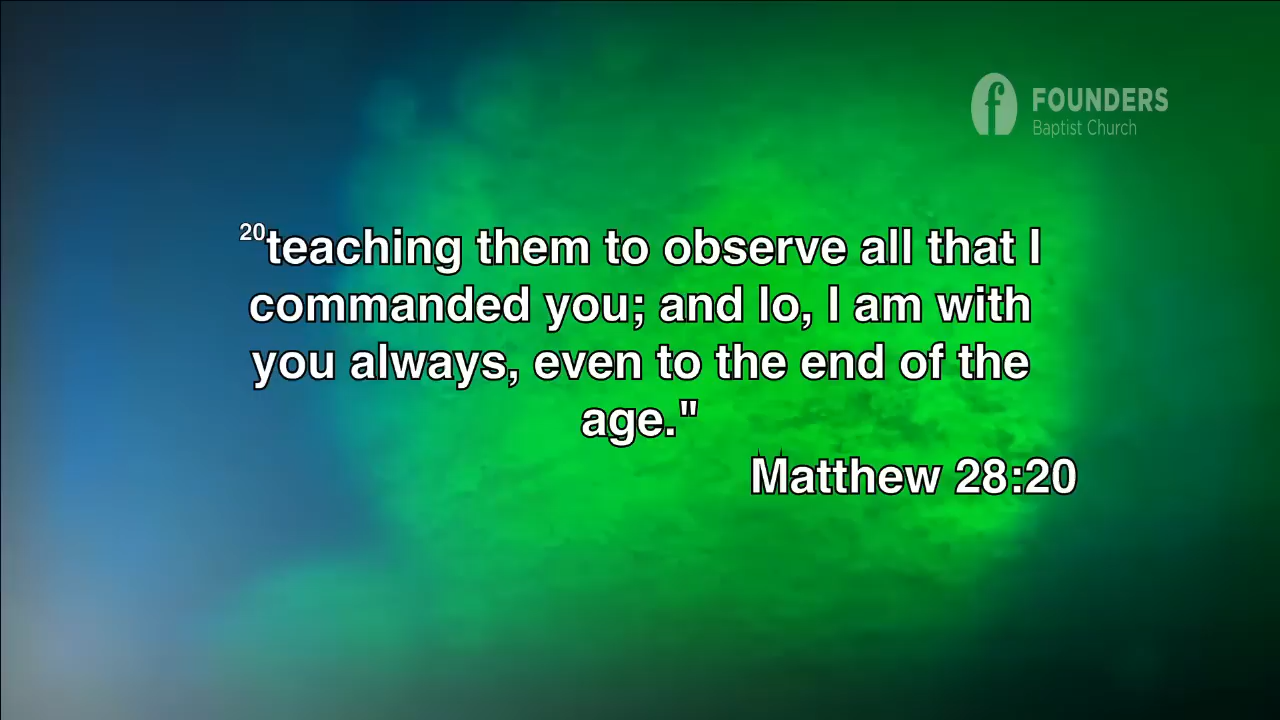 FOUNDERS
Baptist Church
20teaching them to observe all that I
commanded you; and lo, I am with
you always, even to the end of the
age."
Matthew 28:20